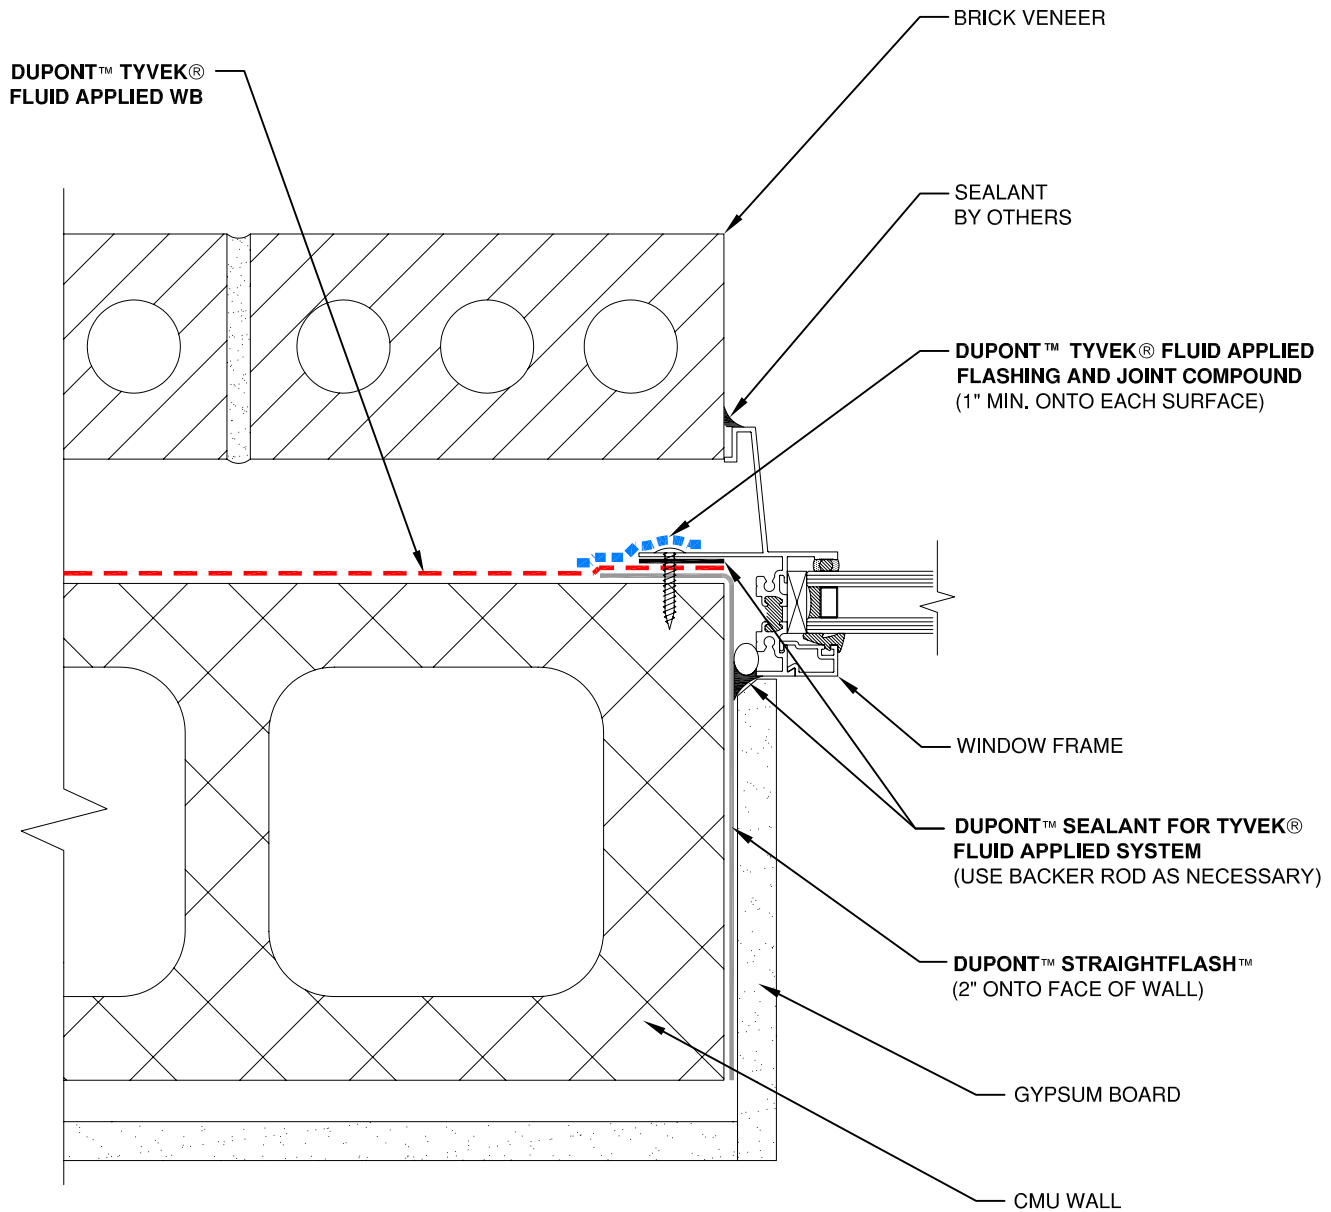 BRICK VENEER
DUPONT™ TYVEK®
FLUID APPLIED WB
SEALANT
BY OTHERS
DUPONT™ TYVEK® FLUID APPLIED
FLASHING AND JOINT COMPOUND
(1" MIN. ONTO EACH SURFACE)
WINDOW FRAME
DUPONT™ SEALANT FOR TYVEK®
FLUID APPLIED SYSTEM
(USE BACKER ROD AS NECESSARY)
DUPONT™ STRAIGHTFLASH™
(2" ONTO FACE OF WALL)
GYPSUM BOARD
CMU WALL